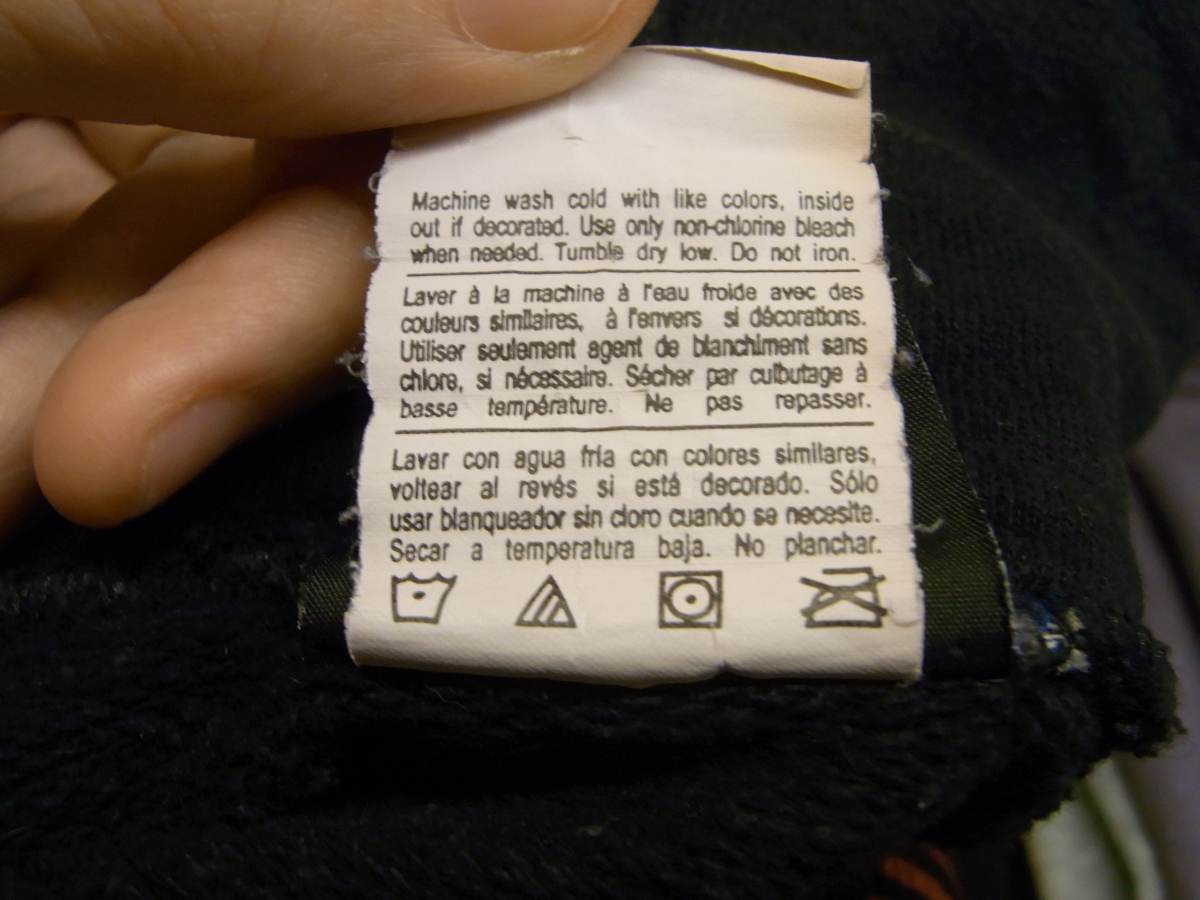 Machine wash cold with like colors, inside
out if decorated. Use only non-chlorine bleach
when needed. Tumble dry low. Do not iron.
Laver à la machine à l'eau froide avec des
couleurs similaires, à l'envers si décorations.
Utiliser seulement agent de blanchiment sans
chlore, si nécessaire. Sécher par culbutage à
basse température. Ne pas repasser.
Lavar con agua fría con colores similares,
voltear al revés si está decorado. Sólo
usar blanqueador sin cloro cuando se necesite.
Secar a temperatura baja. No planchar.